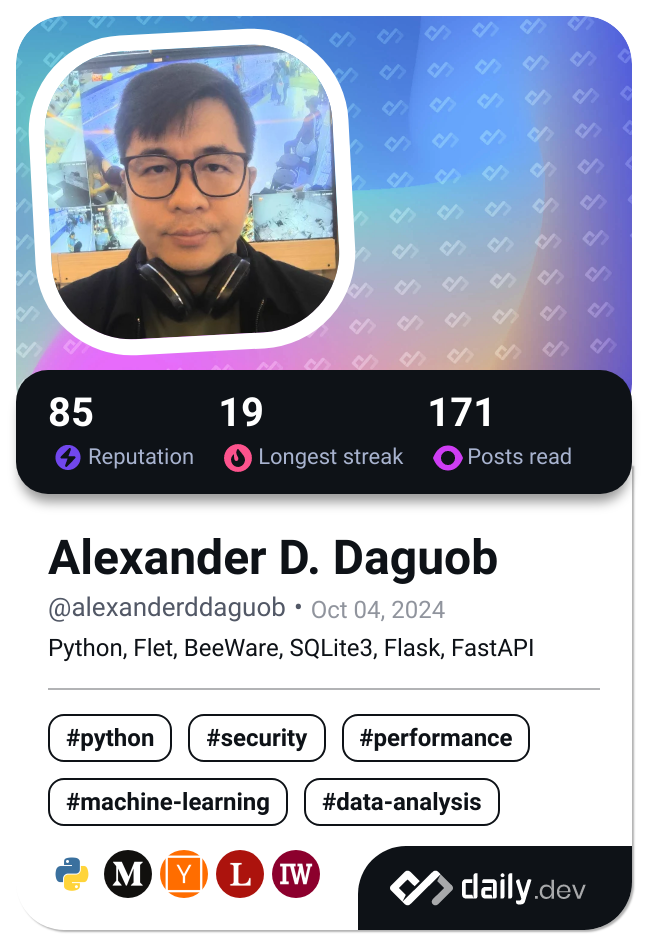 85 19 171
Reputation Longest streak Posts read
Alexander D. Daguob
@alexanderddaguob • Oct 04, 2024
Python, Flet, BeeWare, SQLite3, Flask, FastAPI
#python #security #performance
#machine-learning #data-analysis
M Y L IW
daily.dev